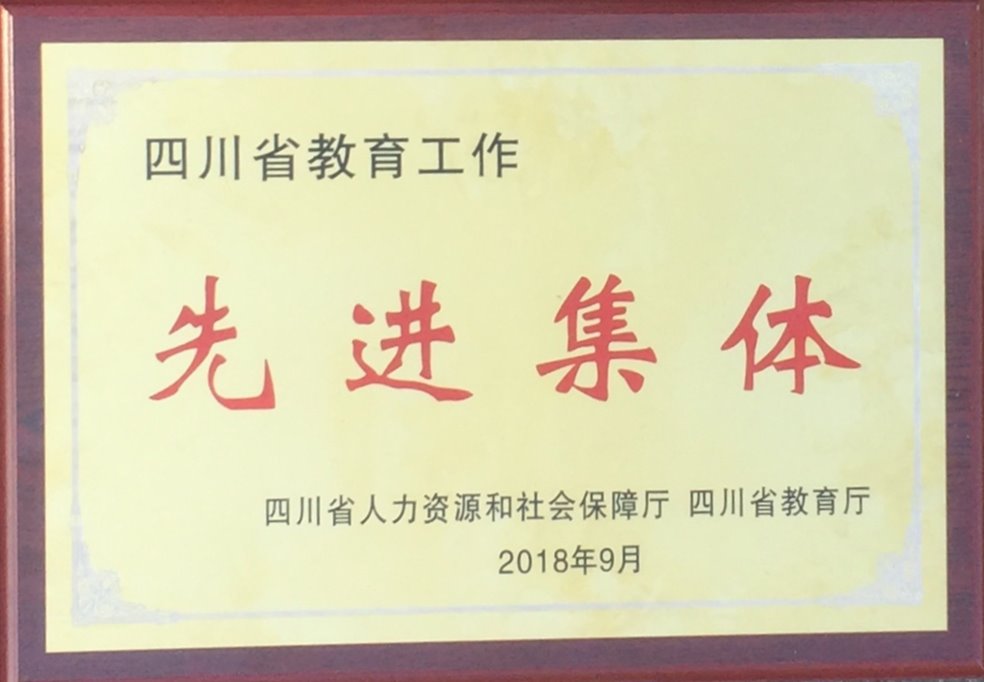 四川省教育工作
先进集体
四川省人力资源和社会保障厅 四川省教育厅
2018年9月